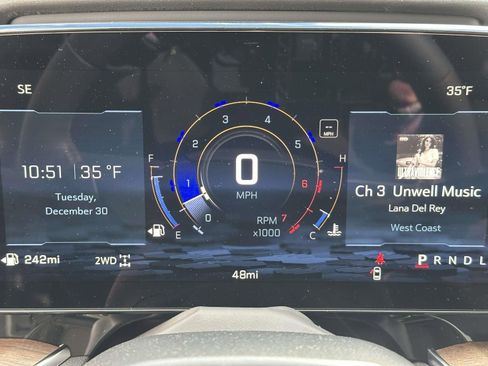 SE
35°F
10:51 | 35 °F
Tuesday,
December 30
F
E
0
1
2
3
4
5
6
7
0
MPH
RPM
x1000
--
MPH
H
C
ULTRAVIOLENCE
Ch 3 Unwell Music
Lana Del Rey
West Coast
242mi
2WD
48mi
P R N D L